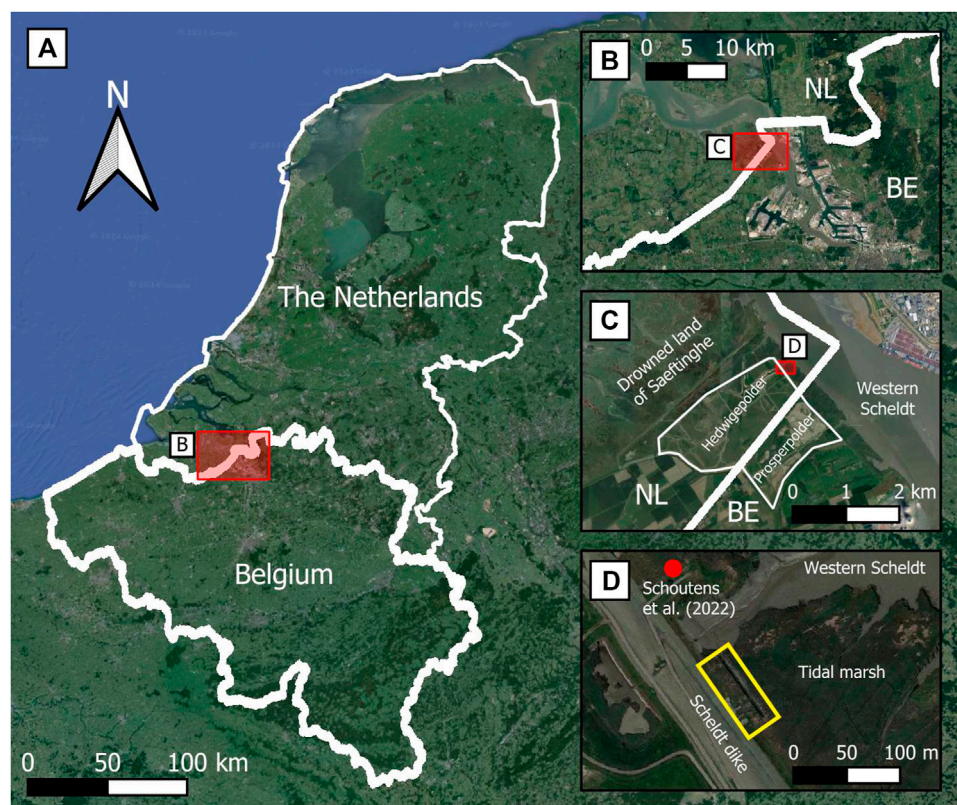 A
N
The Netherlands
B
Belgium
0 50 100 km
B
0 5 10 km
NL
C
BE
C
D
Drowned land
of Saeftinghe
Hedwigepolder
Prosperpolder
Western
Scheldt
NL
BE
0 1 2 km
D
Schoutens
et al. (2022)
Western Scheldt
Tidal marsh
Scheldt dike
0 50 100 m